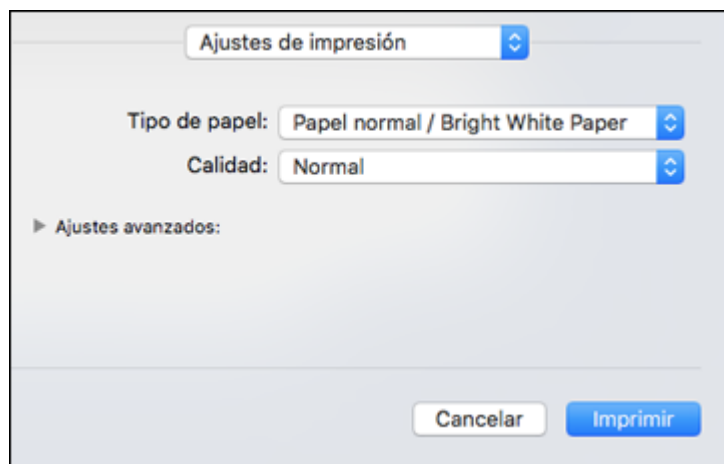 Ajustes de impresión
Tipo de papel: Papel normal / Bright White Paper
Calidad: Normal
Ajustes avanzados:
Cancelar Imprimir